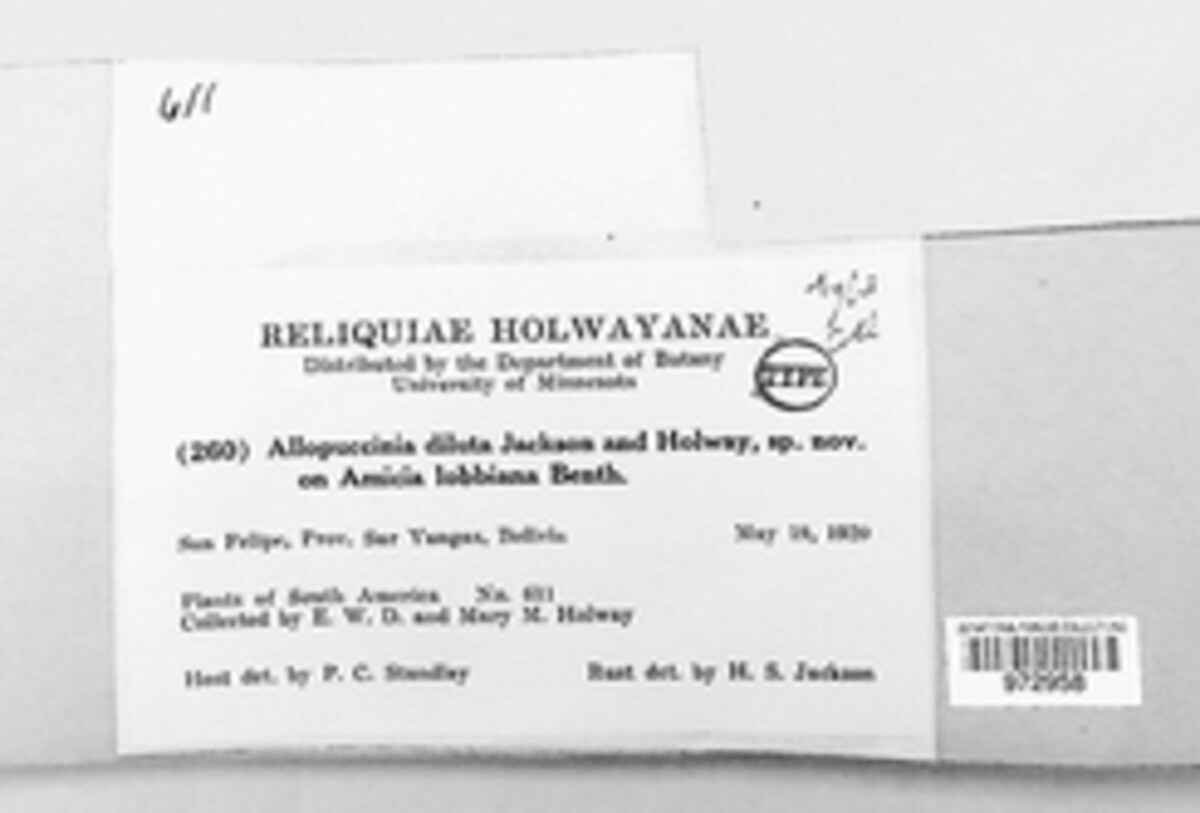 611
RELIQUIAE HOLWAYANAE
Distributed by the Department of Botany
University of Minnesota
TYPE
(260) Allopuccinia diluta Jackson and Holway, sp. nov.
on Amicia lobbiana Benth.
San Felipe, Prov. Sur Yungas, Bolivia May 18, 1920
Plants of South America No. 611
Collected by E. W. D. and Mary M. Holway
Host det. by P. C. Standley Rust det. by H. S. Jackson
972958